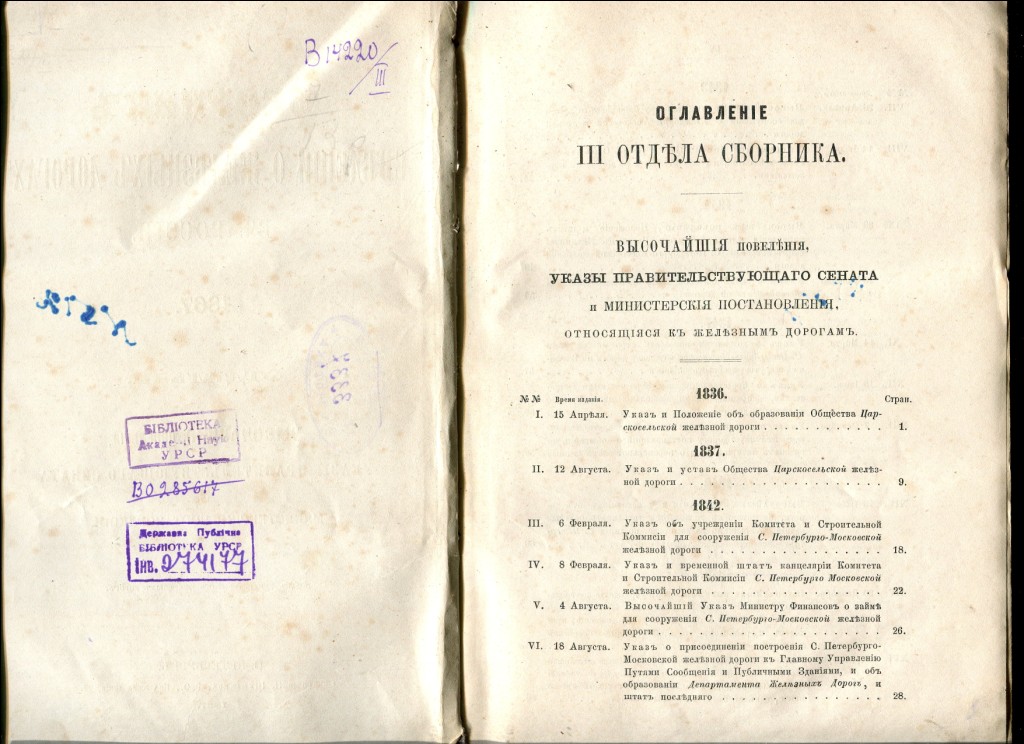 В14220/III
БІБЛІОТЕКА
Академії Наук
УРСР
ВО285617
Державна Публічна
БІБЛІОТЕКА УРСР
ІНВ. 274177
3335
ОГЛАВЛЕНІЕ
III ОТДѢЛА СБОРНИКА.
ВЫСОЧАЙШІЯ ПОВЕЛѢНІЯ,
УКАЗЫ ПРАВИТЕЛЬСТВУЮЩАГО СЕНАТА
и МИНИСТЕРСКІЯ ПОСТАНОВЛЕНІЯ,
ОТНОСЯЩІЯСЯ КЪ ЖЕЛѢЗНЫМЪ ДОРОГАМЪ.
1836.
№№ Время изданія. Стран.
I. 15 Апрѣля. Указъ и Положеніе объ образованіи Общества Цар-
скосельской желѣзной дороги . . . . . . . . . . . . 1.
1837.
II. 12 Августа. Указъ и уставъ Общества Царскосельской желѣз-
ной дороги . . . . . . . . . . . . . . . . . . . . 9.
1842.
III. 6 Февраля. Указъ объ учрежденіи Комитета и Строительной
Коммисіи для сооруженія С. Петербурго-Московской
желѣзной дороги . . . . . . . . . . . . . . . . . 18.
IV. 8 Февраля. Указъ и временной штатъ канцеляріи Комитета
и Строительной Коммисіи С. Петербурго Московской
желѣзной дороги . . . . . . . . . . . . . . . . . 22.
V. 4 Августа. Высочайшій Указъ Министру Финансовъ о займѣ
для сооруженія С. Петербурго-Московской желѣзной
дороги . . . . . . . . . . . . . . . . . . . . . . 26.
VI. 18 Августа. Указъ о присоединеніи построенія С. Петербурго-
Московской желѣзной дороги къ Главному Управленію
Путями Сообщенія и Публичными Зданіями, и объ
образованіи Департамента Желѣзныхъ Дорогъ, и
штатъ послѣдняго . . . . . . . . . . . . . . . . 28.